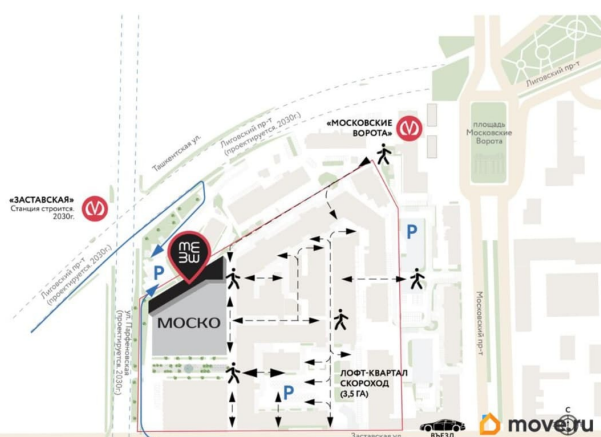 Лиговский пр-т
«МОСКОВСКИЕ
ВОРОТА»
площадь
Московские
Ворота
Лиговский пр-т
(проектируется, 2030г.)
Ташкентская ул.
«ЗАСТАВСКАЯ»
Станция строится.
2030г.
Лиговский пр-т
(проектируется, 2030г.)
P
P
МОСКО
ул. Парфёновская
(проектируется, 2030г.)
Московский пр-т
ЛОФТ-КВАРТАЛ
СКОРОХОД
(3,5 ГА)
P
С
move.ru
ВЪЕЗД
Заставская ул.